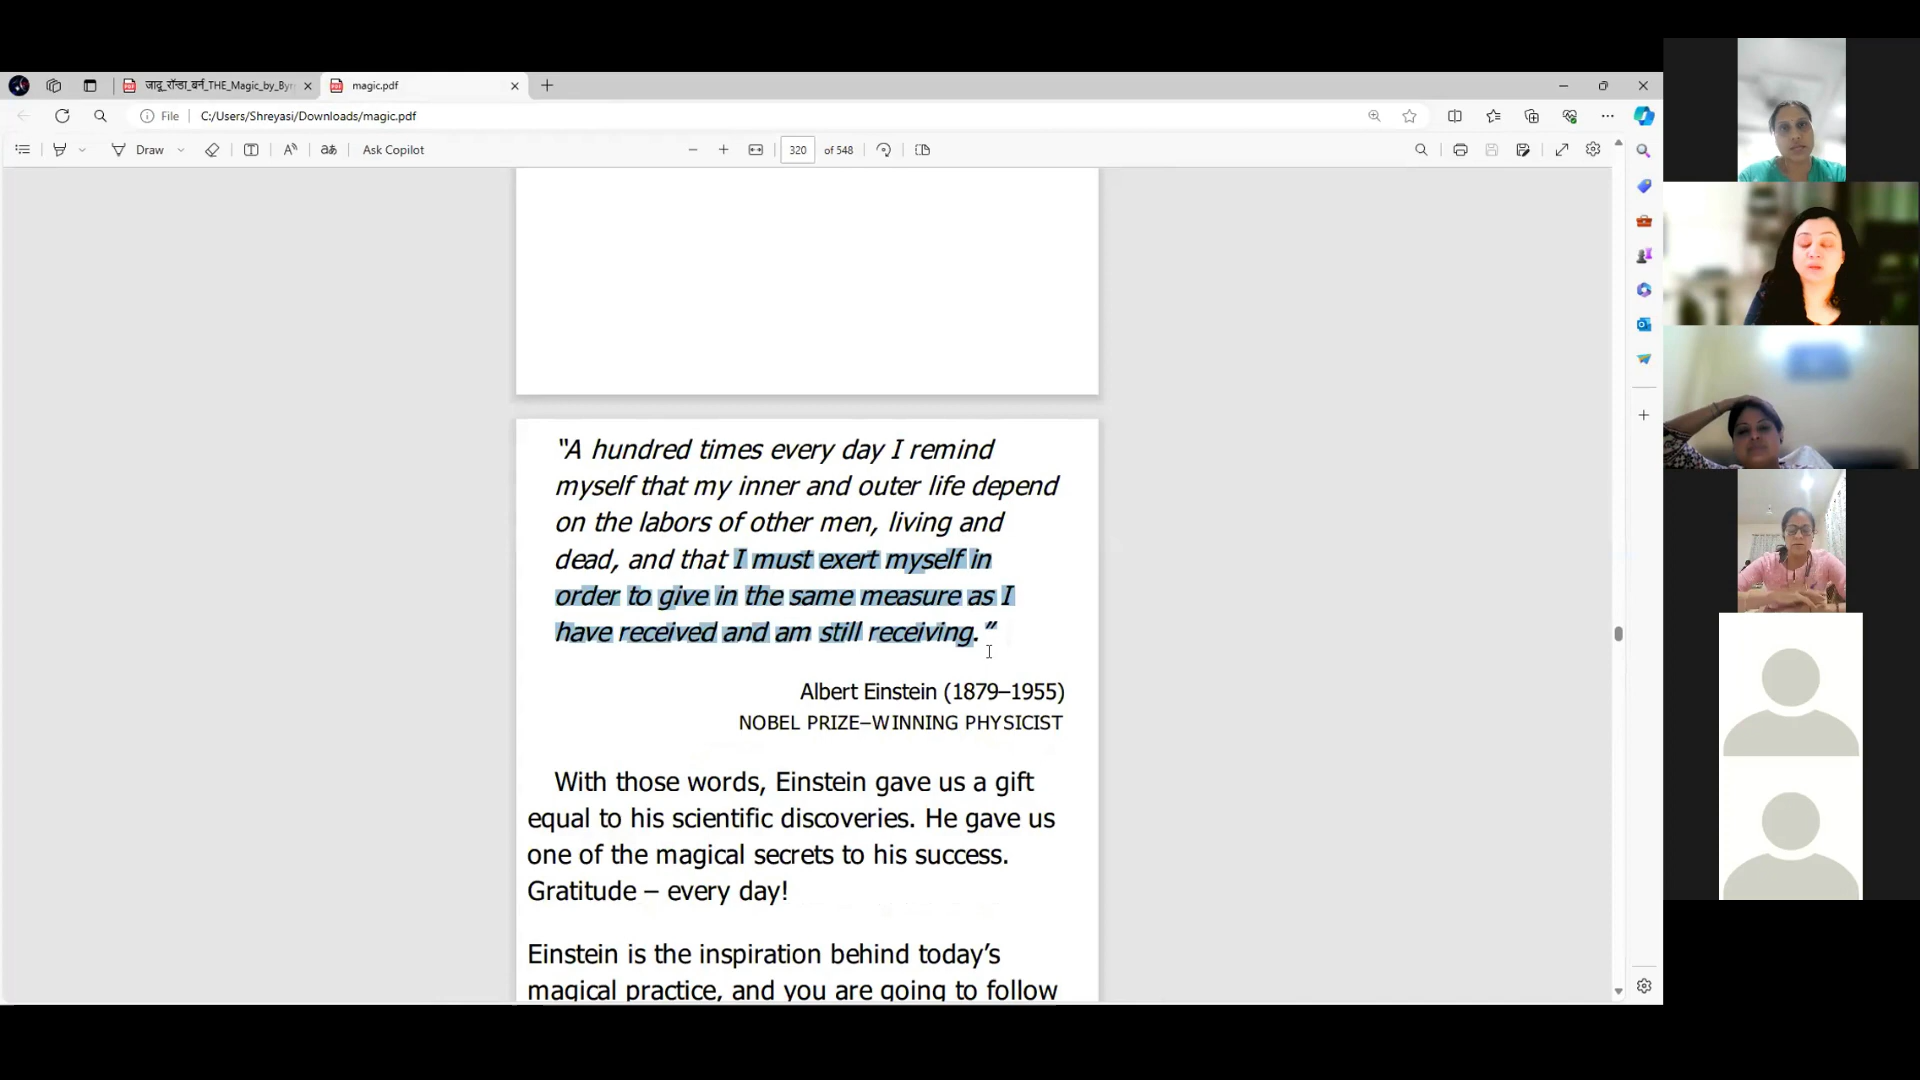 जादू_रॉन्डा_बर्न_THE_Magic_by_Byr
magic.pdf
File
C:/Users/Shreyasi/Downloads/magic.pdf
Draw
Ask Copilot
320 of 548
“A hundred times every day I remind
myself that my inner and outer life depend
on the labors of other men, living and
dead, and that I must exert myself in
order to give in the same measure as I
have received and am still receiving.”
Albert Einstein (1879–1955)
NOBEL PRIZE–WINNING PHYSICIST
With those words, Einstein gave us a gift
equal to his scientific discoveries. He gave us
one of the magical secrets to his success.
Gratitude – every day!
Einstein is the inspiration behind today’s
magical practice, and you are going to follow